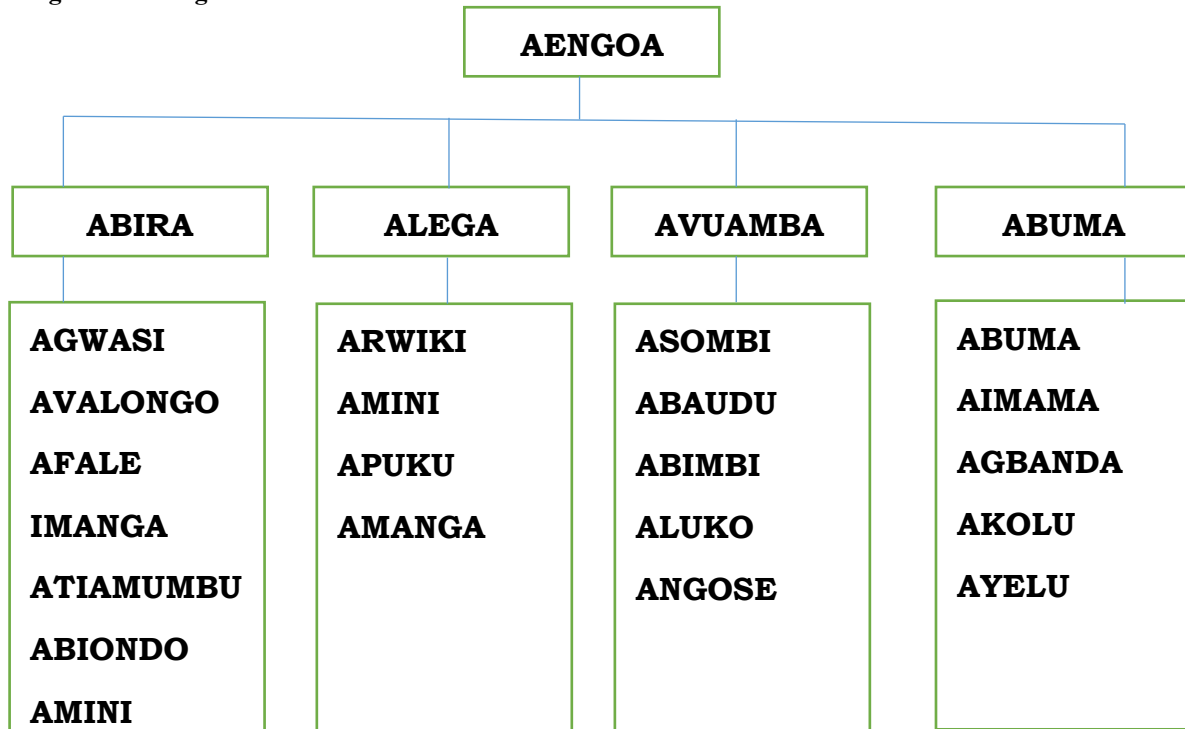 AENGOA
ABIRA
ALEGA
AVUAMBA
ABUMA
AGWASI
AVALONGO
AFALE
IMANGA
ATIAMUMBU
ABIONDO
AMINI
ARWIKI
AMINI
APUKU
AMANGA
ASOMBI
ABAUDU
ABIMBI
ALUKO
ANGOSE
ABUMA
AIMAMA
AGBANDA
AKOLU
AYELU